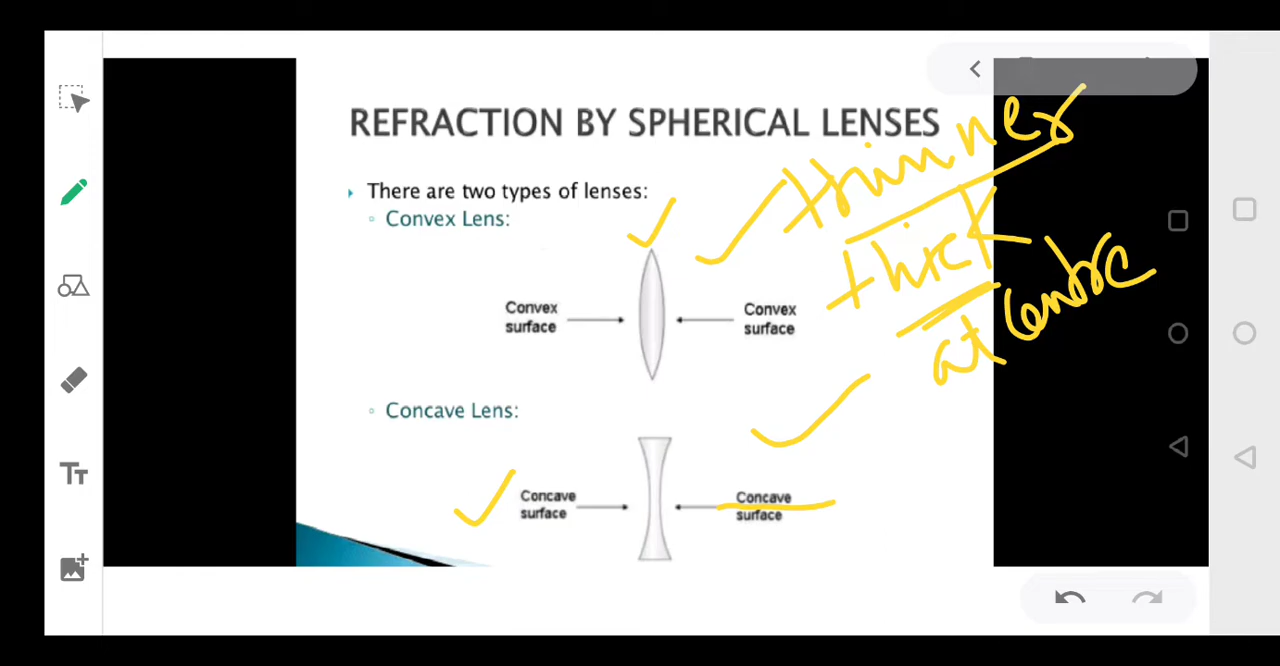 REFRACTION BY SPHERICAL LENSES
There are two types of lenses:
Convex Lens:
thinner
thick
at centre
Convex
surface
Convex
surface
Concave Lens:
Concave
surface
Concave
surface
TT